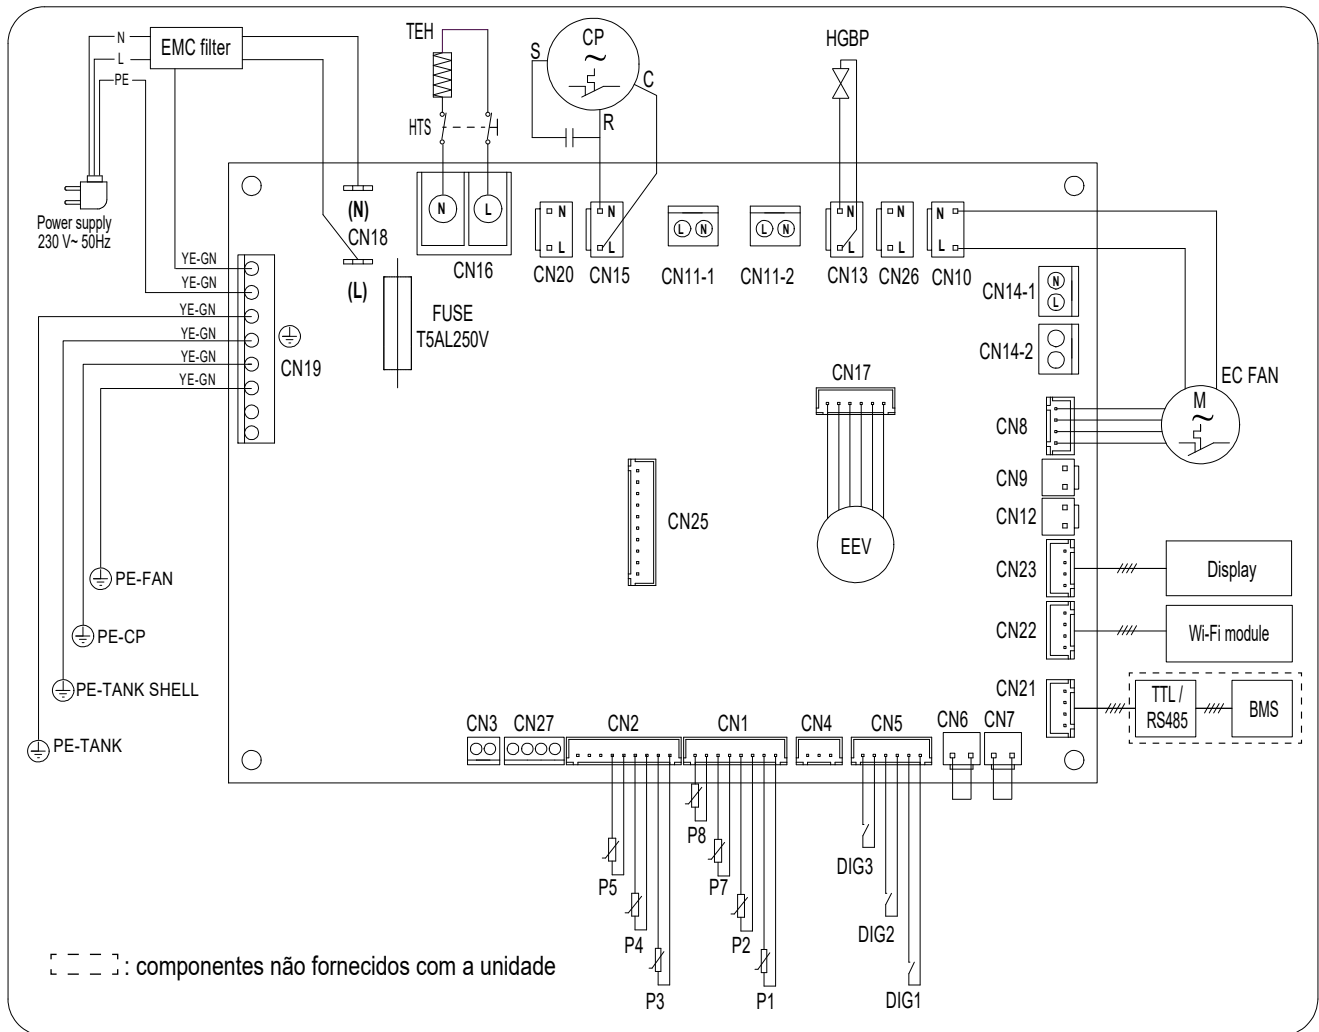 N
L
PE
EMC filter
Power supply
230 V~ 50Hz
TEH
HTS
S
CP
~
C
R
HGBP
(N)
CN18
(L)
N
L
CN16
N
L
CN20
N
L
CN15
L N
CN11-1
L N
CN11-2
N
L
CN13
N
L
CN26
N
L
CN10
YE-GN
YE-GN
YE-GN
YE-GN
YE-GN
YE-GN
CN19
FUSE
T5AL250V
N
L
CN14-1
CN14-2
CN17
EC FAN
M
~
CN8
CN9
CN12
CN25
EEV
CN23
Display
CN22
Wi-Fi module
CN21
TTL /
RS485
BMS
PE-FAN
PE-CP
PE-TANK SHELL
PE-TANK
CN3
CN27
CN2
CN1
CN4
CN5
CN6
CN7
P8
P5
P7
DIG3
P4
P2
DIG2
P3
P1
DIG1
: componentes não fornecidos com a unidade